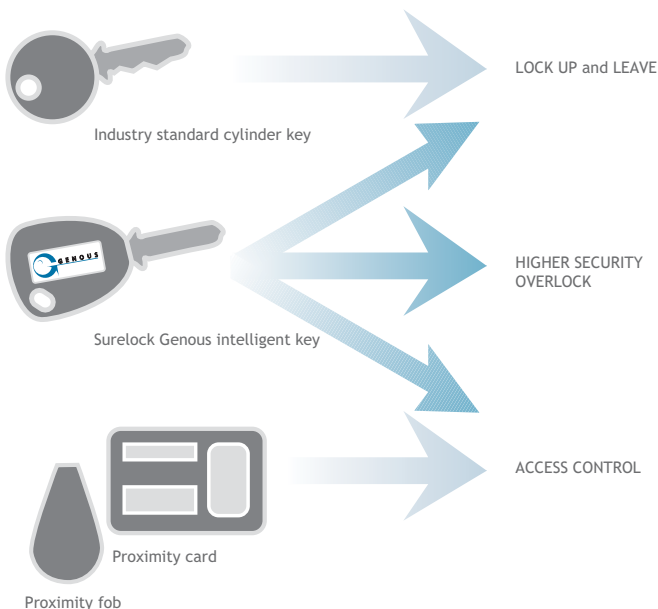 LOCK UP and LEAVE
Industry standard cylinder key
GENOUS
HIGHER SECURITY
OVERLOCK
Surelock Genous intelligent key
ACCESS CONTROL
Proximity card
Proximity fob